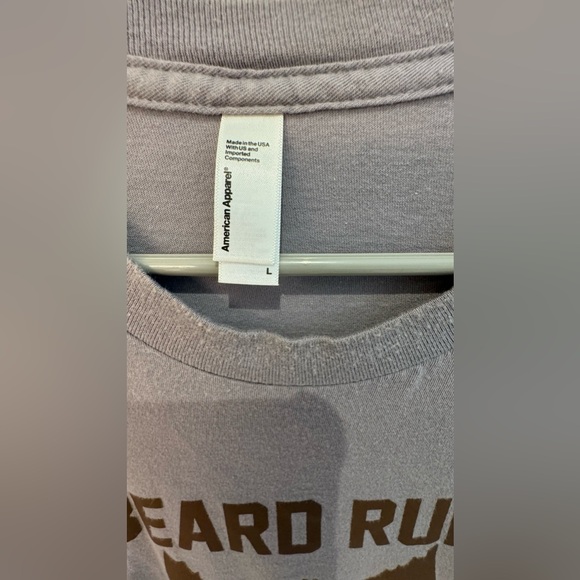 Made in the USA
With US and
Imported
Components
American Apparel®
L
BEARD RU